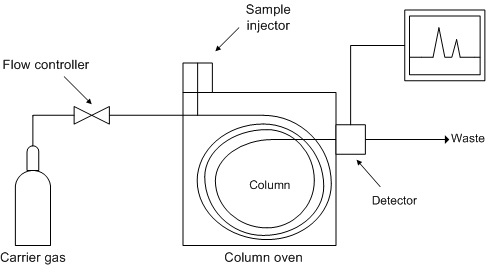 Sample
injector
Flow controller
Waste
Column
Detector
Carrier gas
Column oven